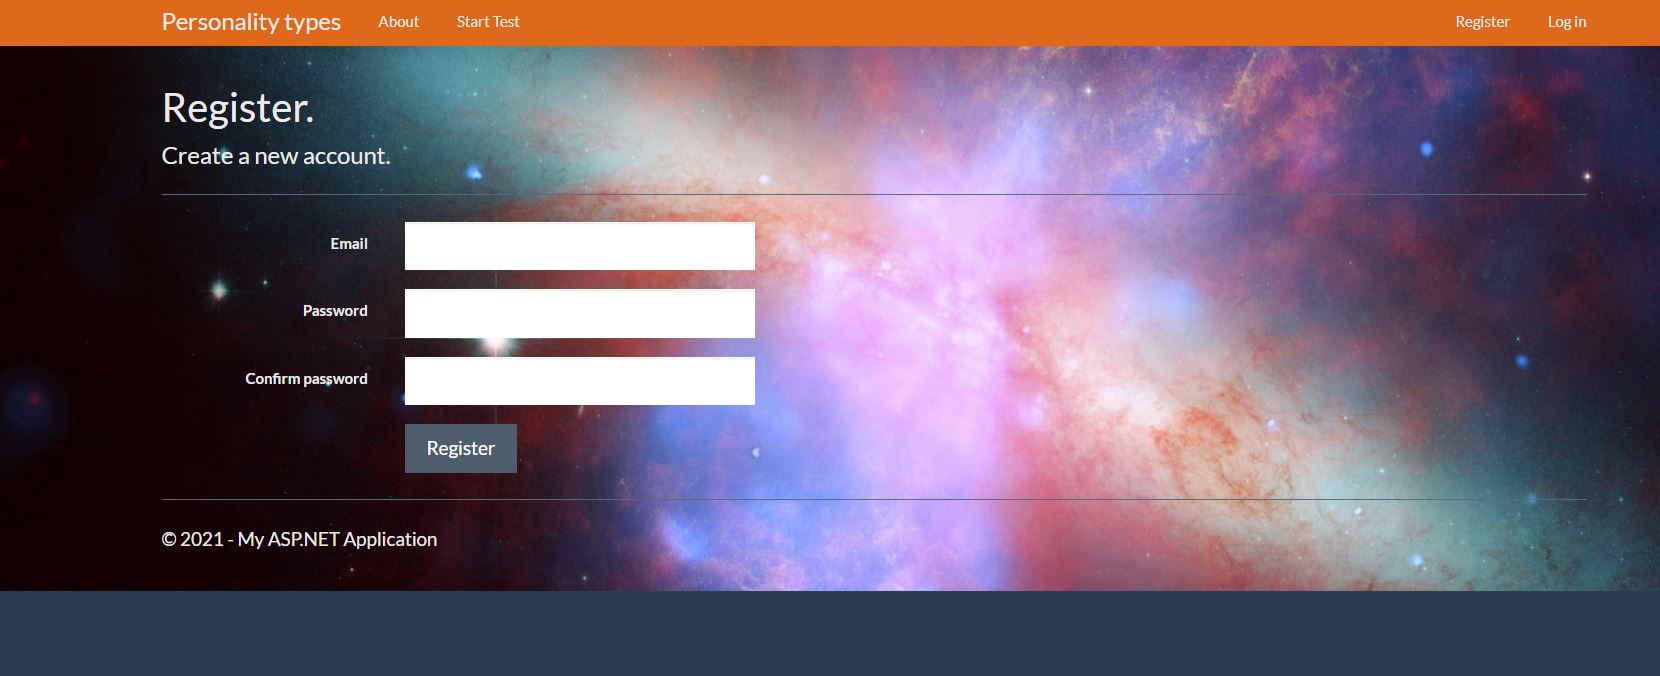 Personality types About Start Test Register Log in
Register.
Create a new account.
Email
Password
Confirm password
Register
© 2021 - My ASP.NET Application